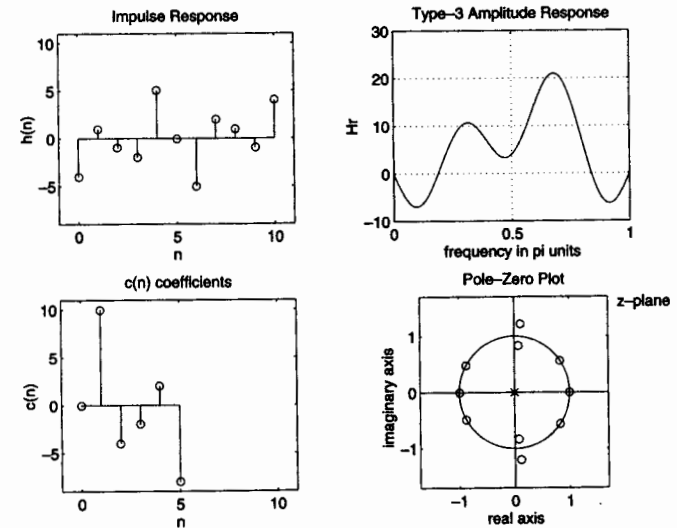 Impulse Response
10
5
0
−5
h(n)
0
5
10
n
Type–3 Amplitude Response
30
20
10
0
−10
Hr
0
0.5
1
frequency in pi units
c(n) coefficients
10
5
0
−5
c(n)
0
5
10
n
Pole–Zero Plot
z–plane
1
0
−1
imaginary axis
−1
0
1
real axis